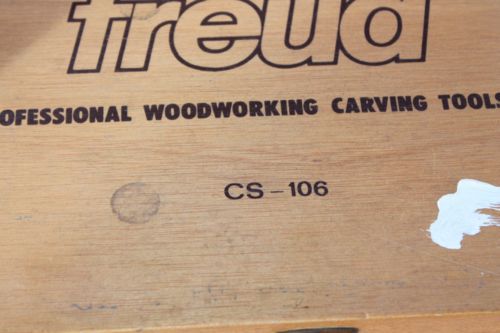 freud
OFESSIONAL WOODWORKING CARVING TOOLS
CS-106